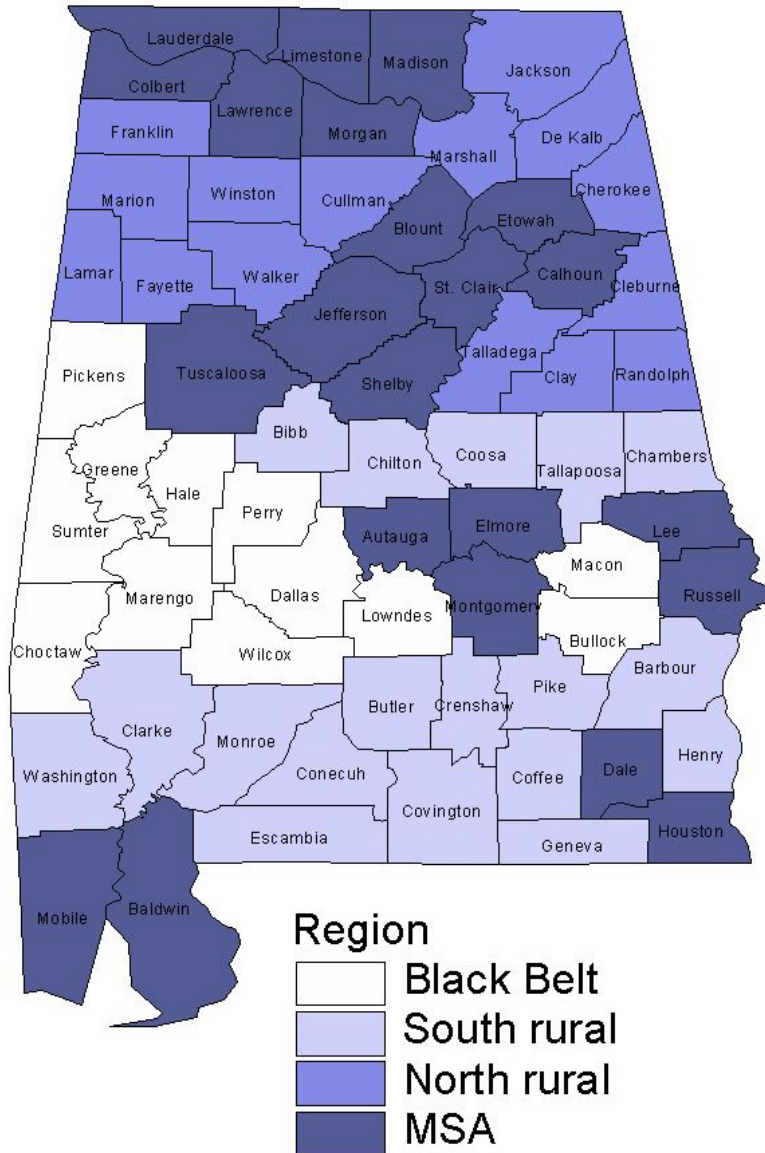 Lauderdale
Limestone
Madison
Jackson
Colbert
Lawrence
Morgan
Franklin
De Kalb
Marshall
Cherokee
Marion
Winston
Cullman
Etowah
Blount
Lamar
Fayette
Walker
Calhoun
St. Clair
Cleburne
Jefferson
Talladega
Pickens
Tuscaloosa
Shelby
Clay
Randolph
Bibb
Coosa
Chambers
Greene
Chilton
Tallapoosa
Hale
Perry
Sumter
Autauga
Elmore
Lee
Macon
Marengo
Dallas
Montgomery
Russell
Lowndes
Bullock
Choctaw
Wilcox
Barbour
Pike
Butler
Crenshaw
Clarke
Monroe
Henry
Washington
Conecuh
Coffee
Dale
Covington
Escambia
Houston
Geneva
Baldwin
Mobile
Region
Black Belt
South rural
North rural
MSA